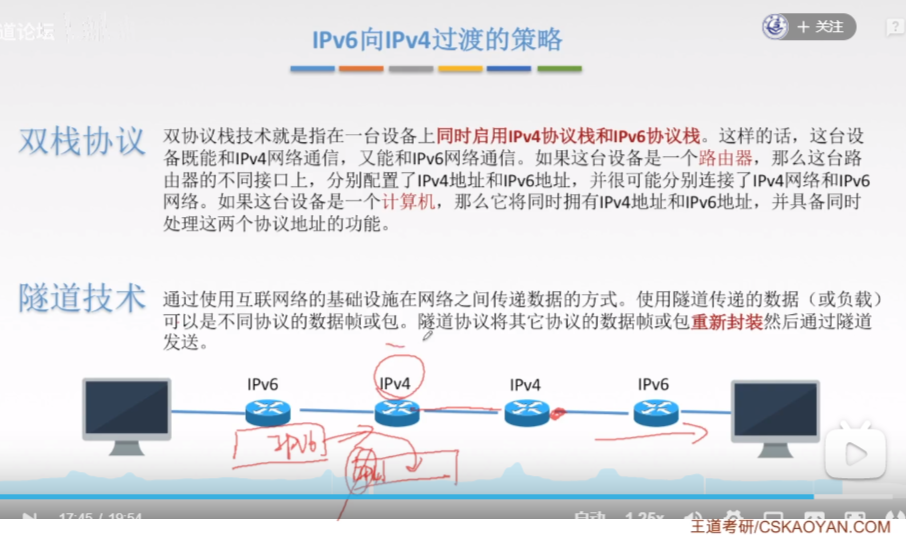 道论坛
+ 关注
IPv6向IPv4过渡的策略
双栈协议
双协议栈技术就是指在一台设备上同时启用IPv4协议栈和IPv6协议栈。这样的话，这台设
备既能和IPv4网络通信，又能和IPv6网络通信。如果这台设备是一个路由器，那么这台路
由器的不同接口上，分别配置了IPv4地址和IPv6地址，并很可能分别连接了IPv4网络和IPv6
网络。如果这台设备是一个计算机，那么它将同时拥有IPv4地址和IPv6地址，并具备同时
处理这两个协议地址的功能。
隧道技术
通过使用互联网络的基础设施在网络之间传递数据的方式。使用隧道传递的数据（或负载）
可以是不同协议的数据帧或包。隧道协议将其它协议的数据帧或包重新封装然后通过隧道
发送。
IPv6 IPv4 IPv4 IPv6
IPV6
17:45 / 19:54 自动 1.25x
王道考研/CSKAOYAN.COM